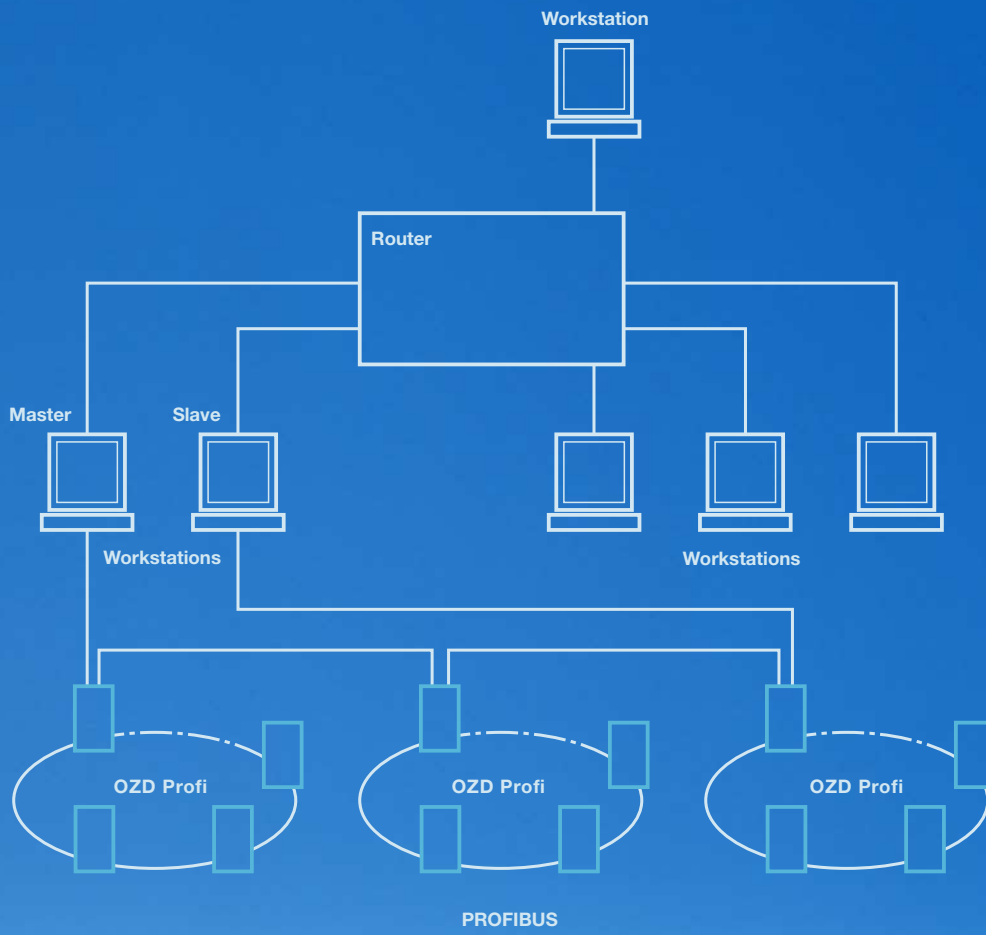 Workstation
Router
Master
Slave
Workstations
Workstations
OZD Profi
OZD Profi
OZD Profi
PROFIBUS